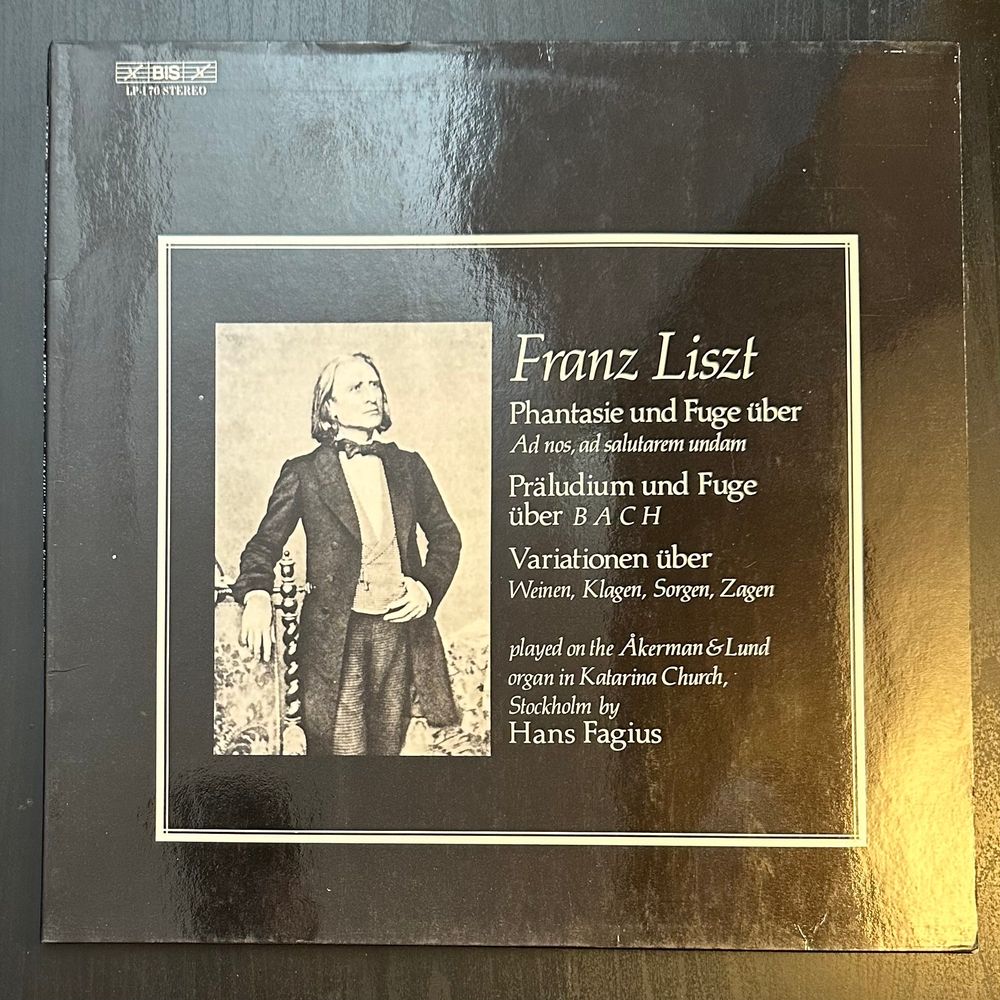 BIS
LP-170 STEREO
Franz Liszt
Phantasie und Fuge über
Ad nos, ad salutarem undam
Präludium und Fuge
über B A C H
Variationen über
Weinen, Klagen, Sorgen, Zagen
played on the Åkerman & Lund
organ in Katarina Church,
Stockholm by
Hans Fagius